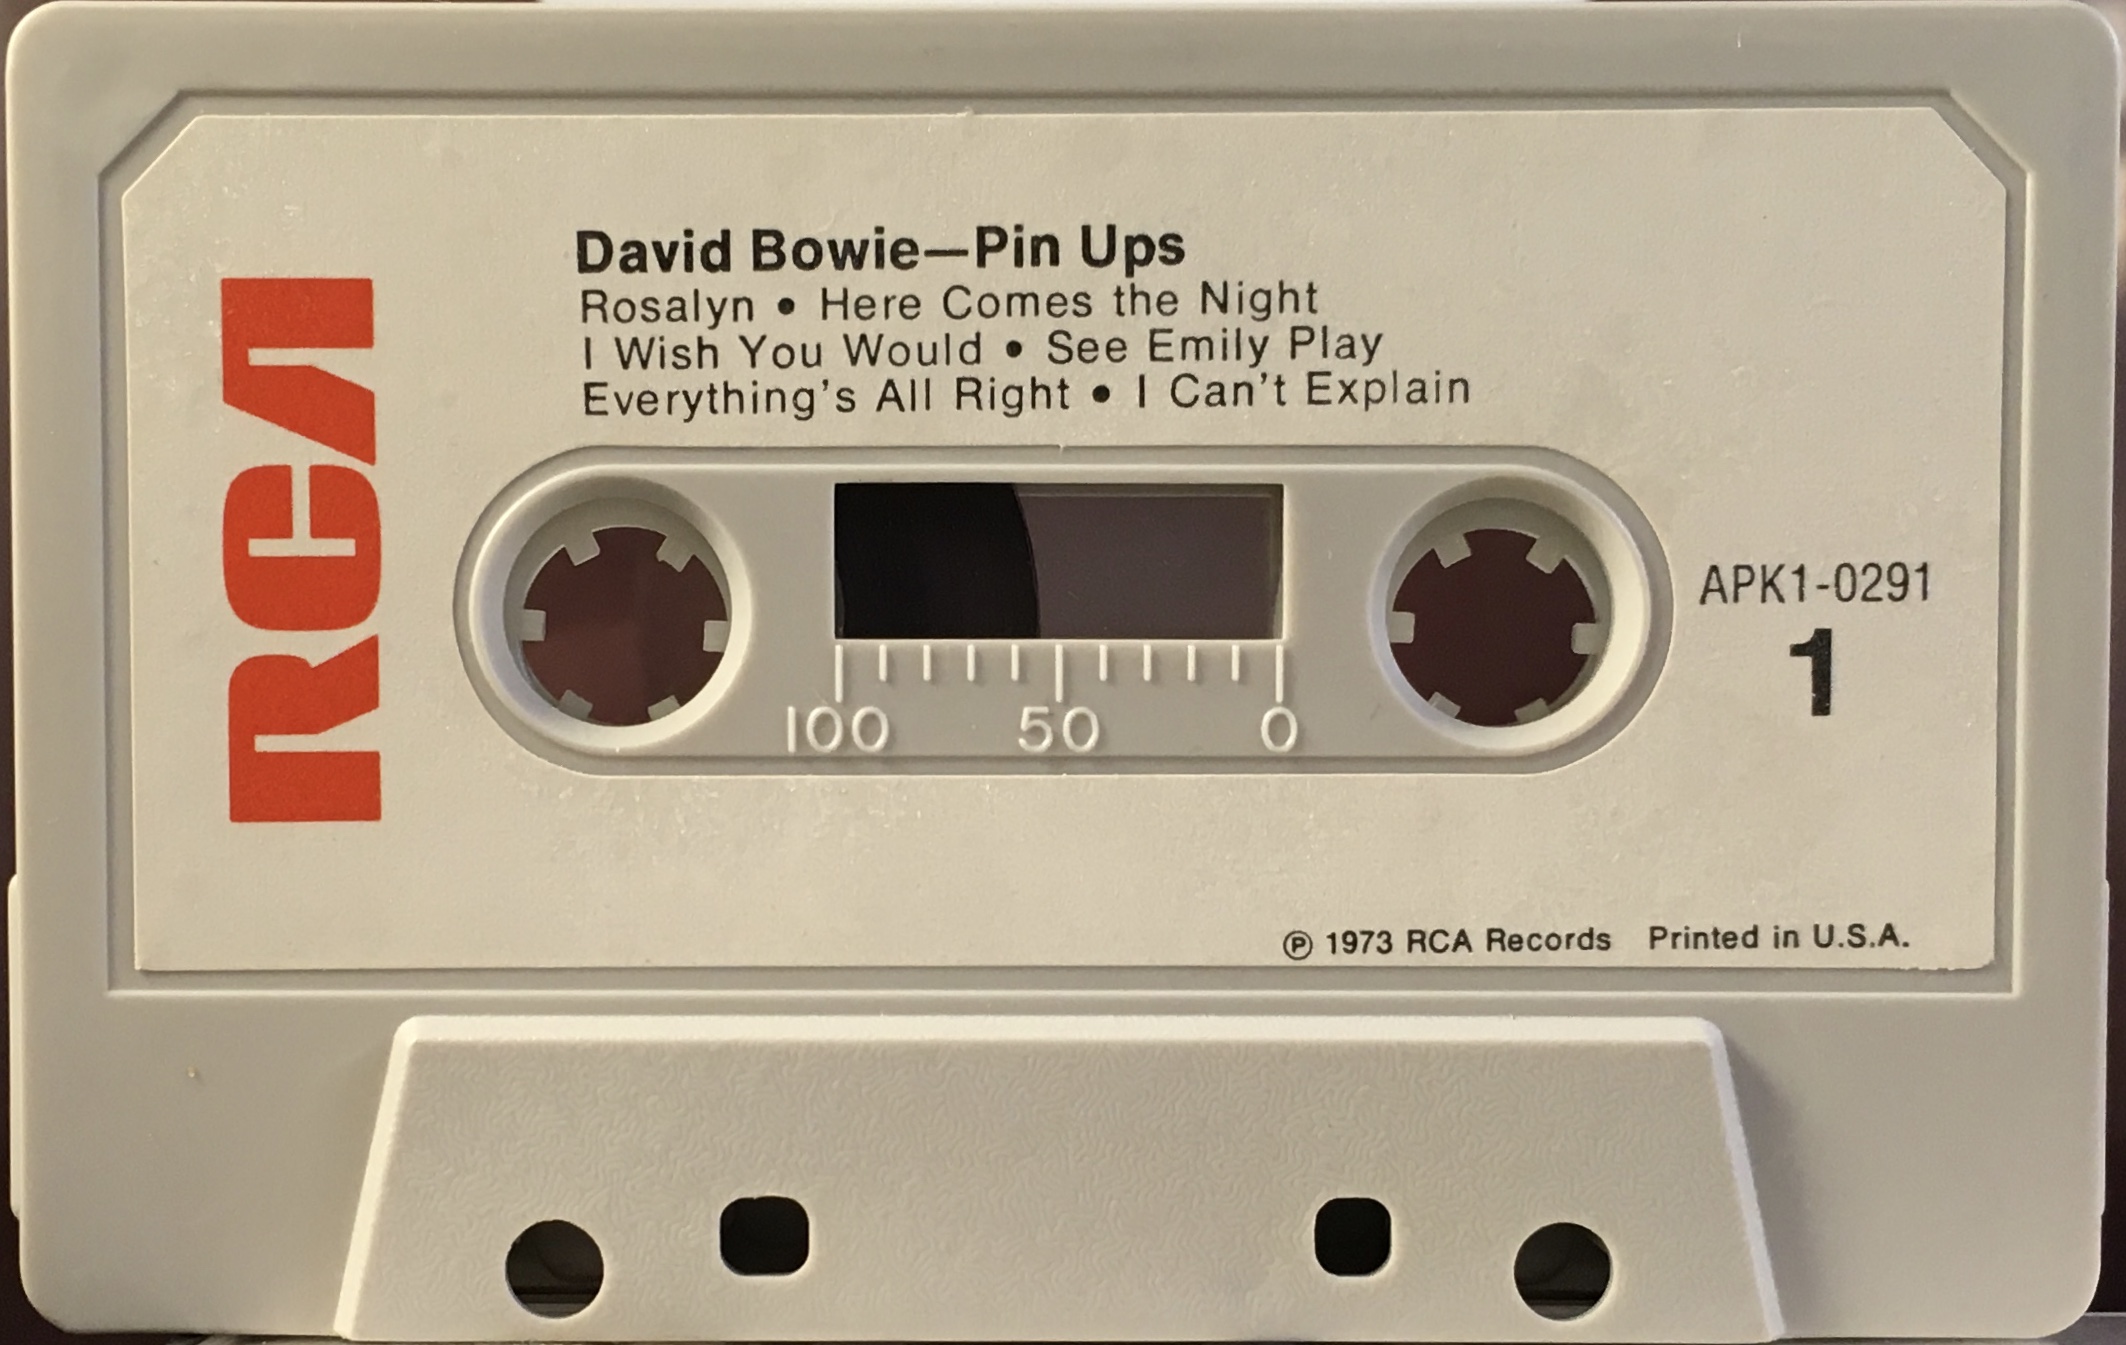 RCA
David Bowie—Pin Ups
Rosalyn • Here Comes the Night
I Wish You Would • See Emily Play
Everything's All Right • I Can't Explain
100 50 0
APK1-0291
1
℗ 1973 RCA Records Printed in U.S.A.